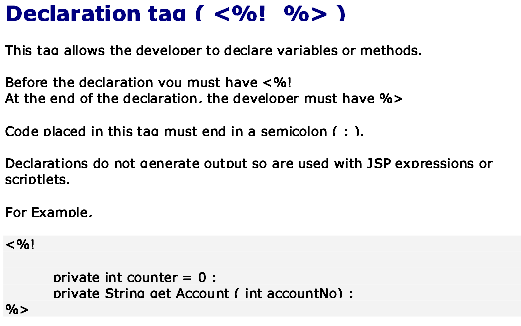 Declaration tag ( <%! %> )
This tag allows the developer to declare variables or methods.
Before the declaration you must have <%!
At the end of the declaration, the developer must have %>
Code placed in this tag must end in a semicolon ( ; ).
Declarations do not generate output so are used with JSP expressions or
scriptlets.
For Example,
<%!
private int counter = 0 ;
private String get Account ( int accountNo) ;
%>